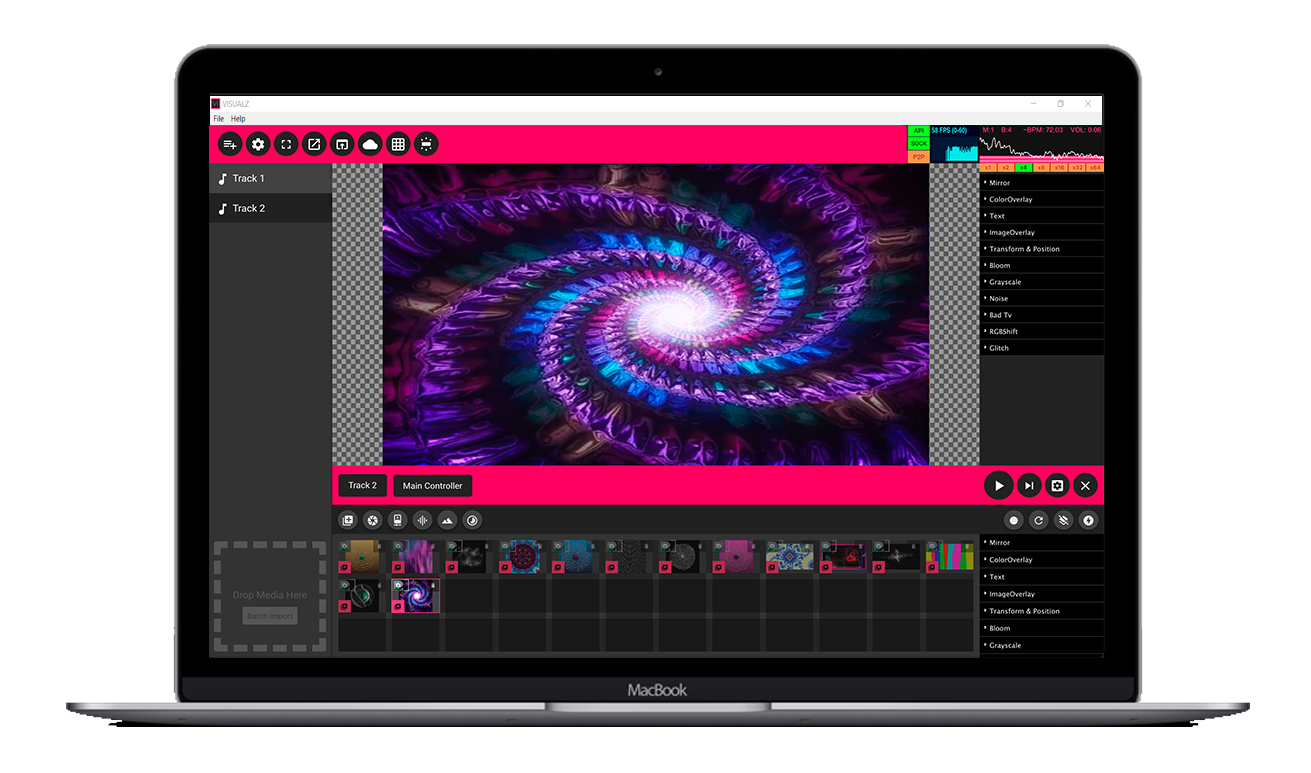 VISUALZ
File Help
API
SOCK
P2P
58 FPS (0-60)
M:1 B:4 ~BPM: 72.03 VOL: 0.06
x1 x2 x4 x8 x16 x32 x64
Track 1
Track 2
Mirror
ColorOverlay
Text
ImageOverlay
Transform & Position
Bloom
Grayscale
Noise
Bad Tv
RGBShift
Glitch
Track 2 Main Controller
Drop Media Here
Batch Import
Mirror
ColorOverlay
Text
ImageOverlay
Transform & Position
Bloom
Grayscale
MacBook